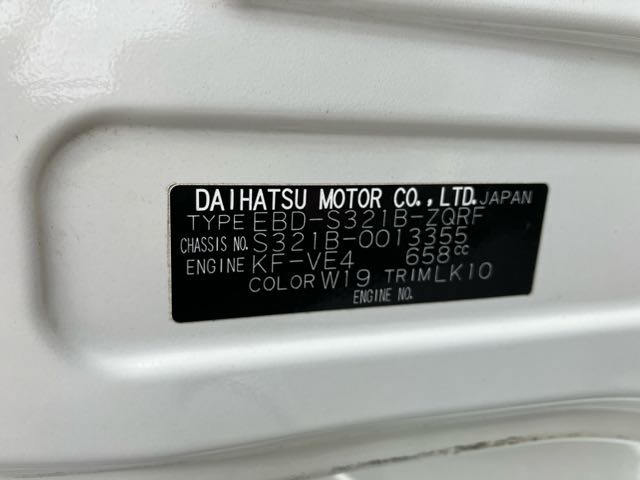 DAIHATSU MOTOR CO.,LTD. JAPAN
TYPE EBD-S321B-ZQRF
CHASSIS NO. S321B-0013355
ENGINE KF-VE4 658cc
COLOR W19 TRIM LK10
ENGINE NO.